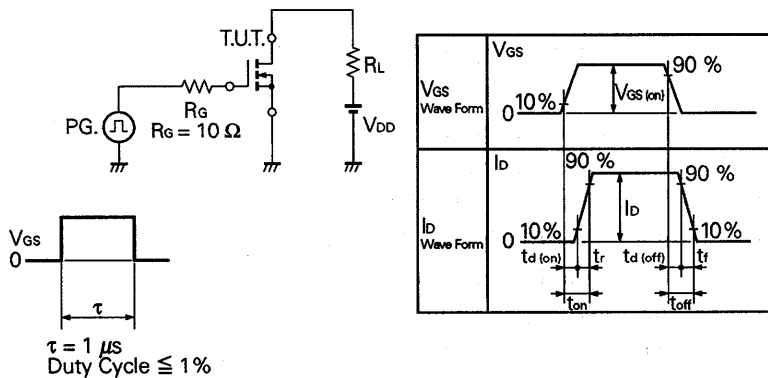 T.U.T.
RL
RG
RG = 10 Ω
PG.
VDD
VGS
0
τ
τ = 1 μs
Duty Cycle ≦ 1%
VGS
Wave Form
VGS
90 %
10%
VGS (on)
0
ID
Wave Form
ID
90 %
90 %
ID
10%
10%
0
td (on)
tr
td (off)
tf
ton
toff